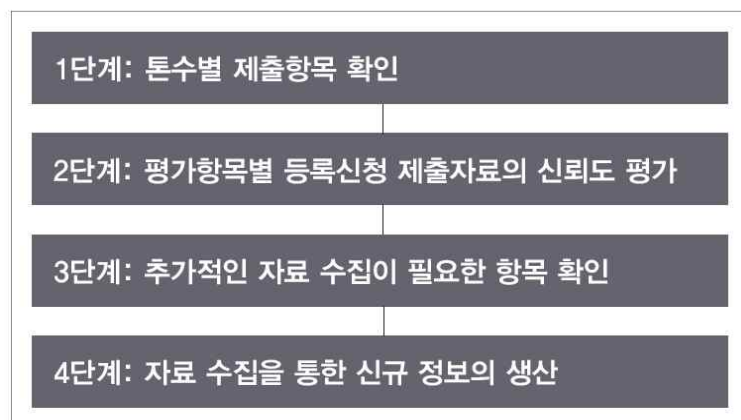 1단계: 톤수별 제출항목 확인
2단계: 평가항목별 등록신청 제출자료의 신뢰도 평가
3단계: 추가적인 자료 수집이 필요한 항목 확인
4단계: 자료 수집을 통한 신규 정보의 생산